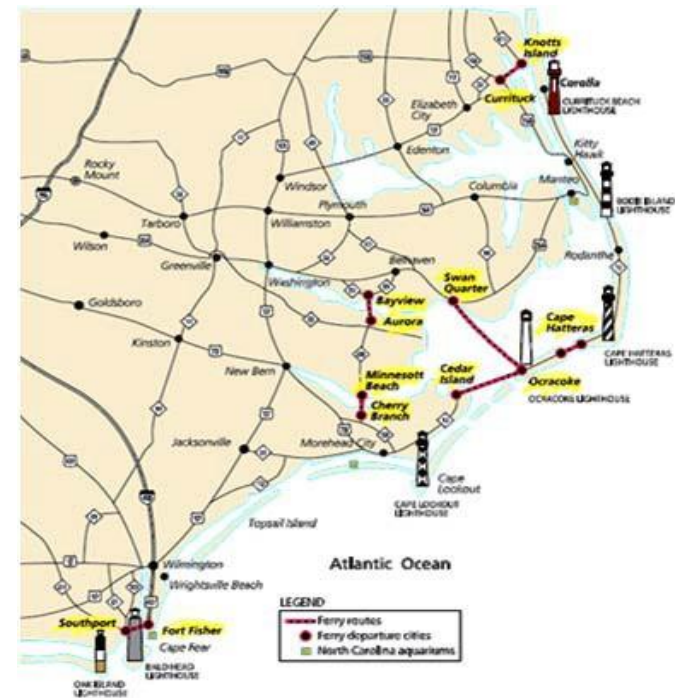 Knotts
Island
Corolla
Currituck
CURRITUCK BEACH
LIGHTHOUSE
Elizabeth
City
Kitty
Hawk
Edenton
Rocky
Mount
Windsor
Columbia
Manteo
BODIE ISLAND
LIGHTHOUSE
Plymouth
Tarboro
Williamston
Wilson
Belhaven
Rodanthe
Greenville
Washington
Swan
Quarter
Bayview
Goldsboro
Aurora
Cape
Hatteras
Kinston
CAPE HATTERAS
LIGHTHOUSE
New Bern
Minnesott
Beach
Cedar
Island
Ocracoke
OCRACOKE LIGHTHOUSE
Cherry
Branch
Jacksonville
Morehead City
Cape
Lookout
CAPE LOOKOUT
LIGHTHOUSE
Topsail Island
Atlantic Ocean
Wilmington
Wrightsville Beach
LEGEND
Ferry routes
Ferry departure cities
North Carolina aquariums
Southport
Fort Fisher
Cape Fear
OAK ISLAND
LIGHTHOUSE
BALD HEAD
LIGHTHOUSE